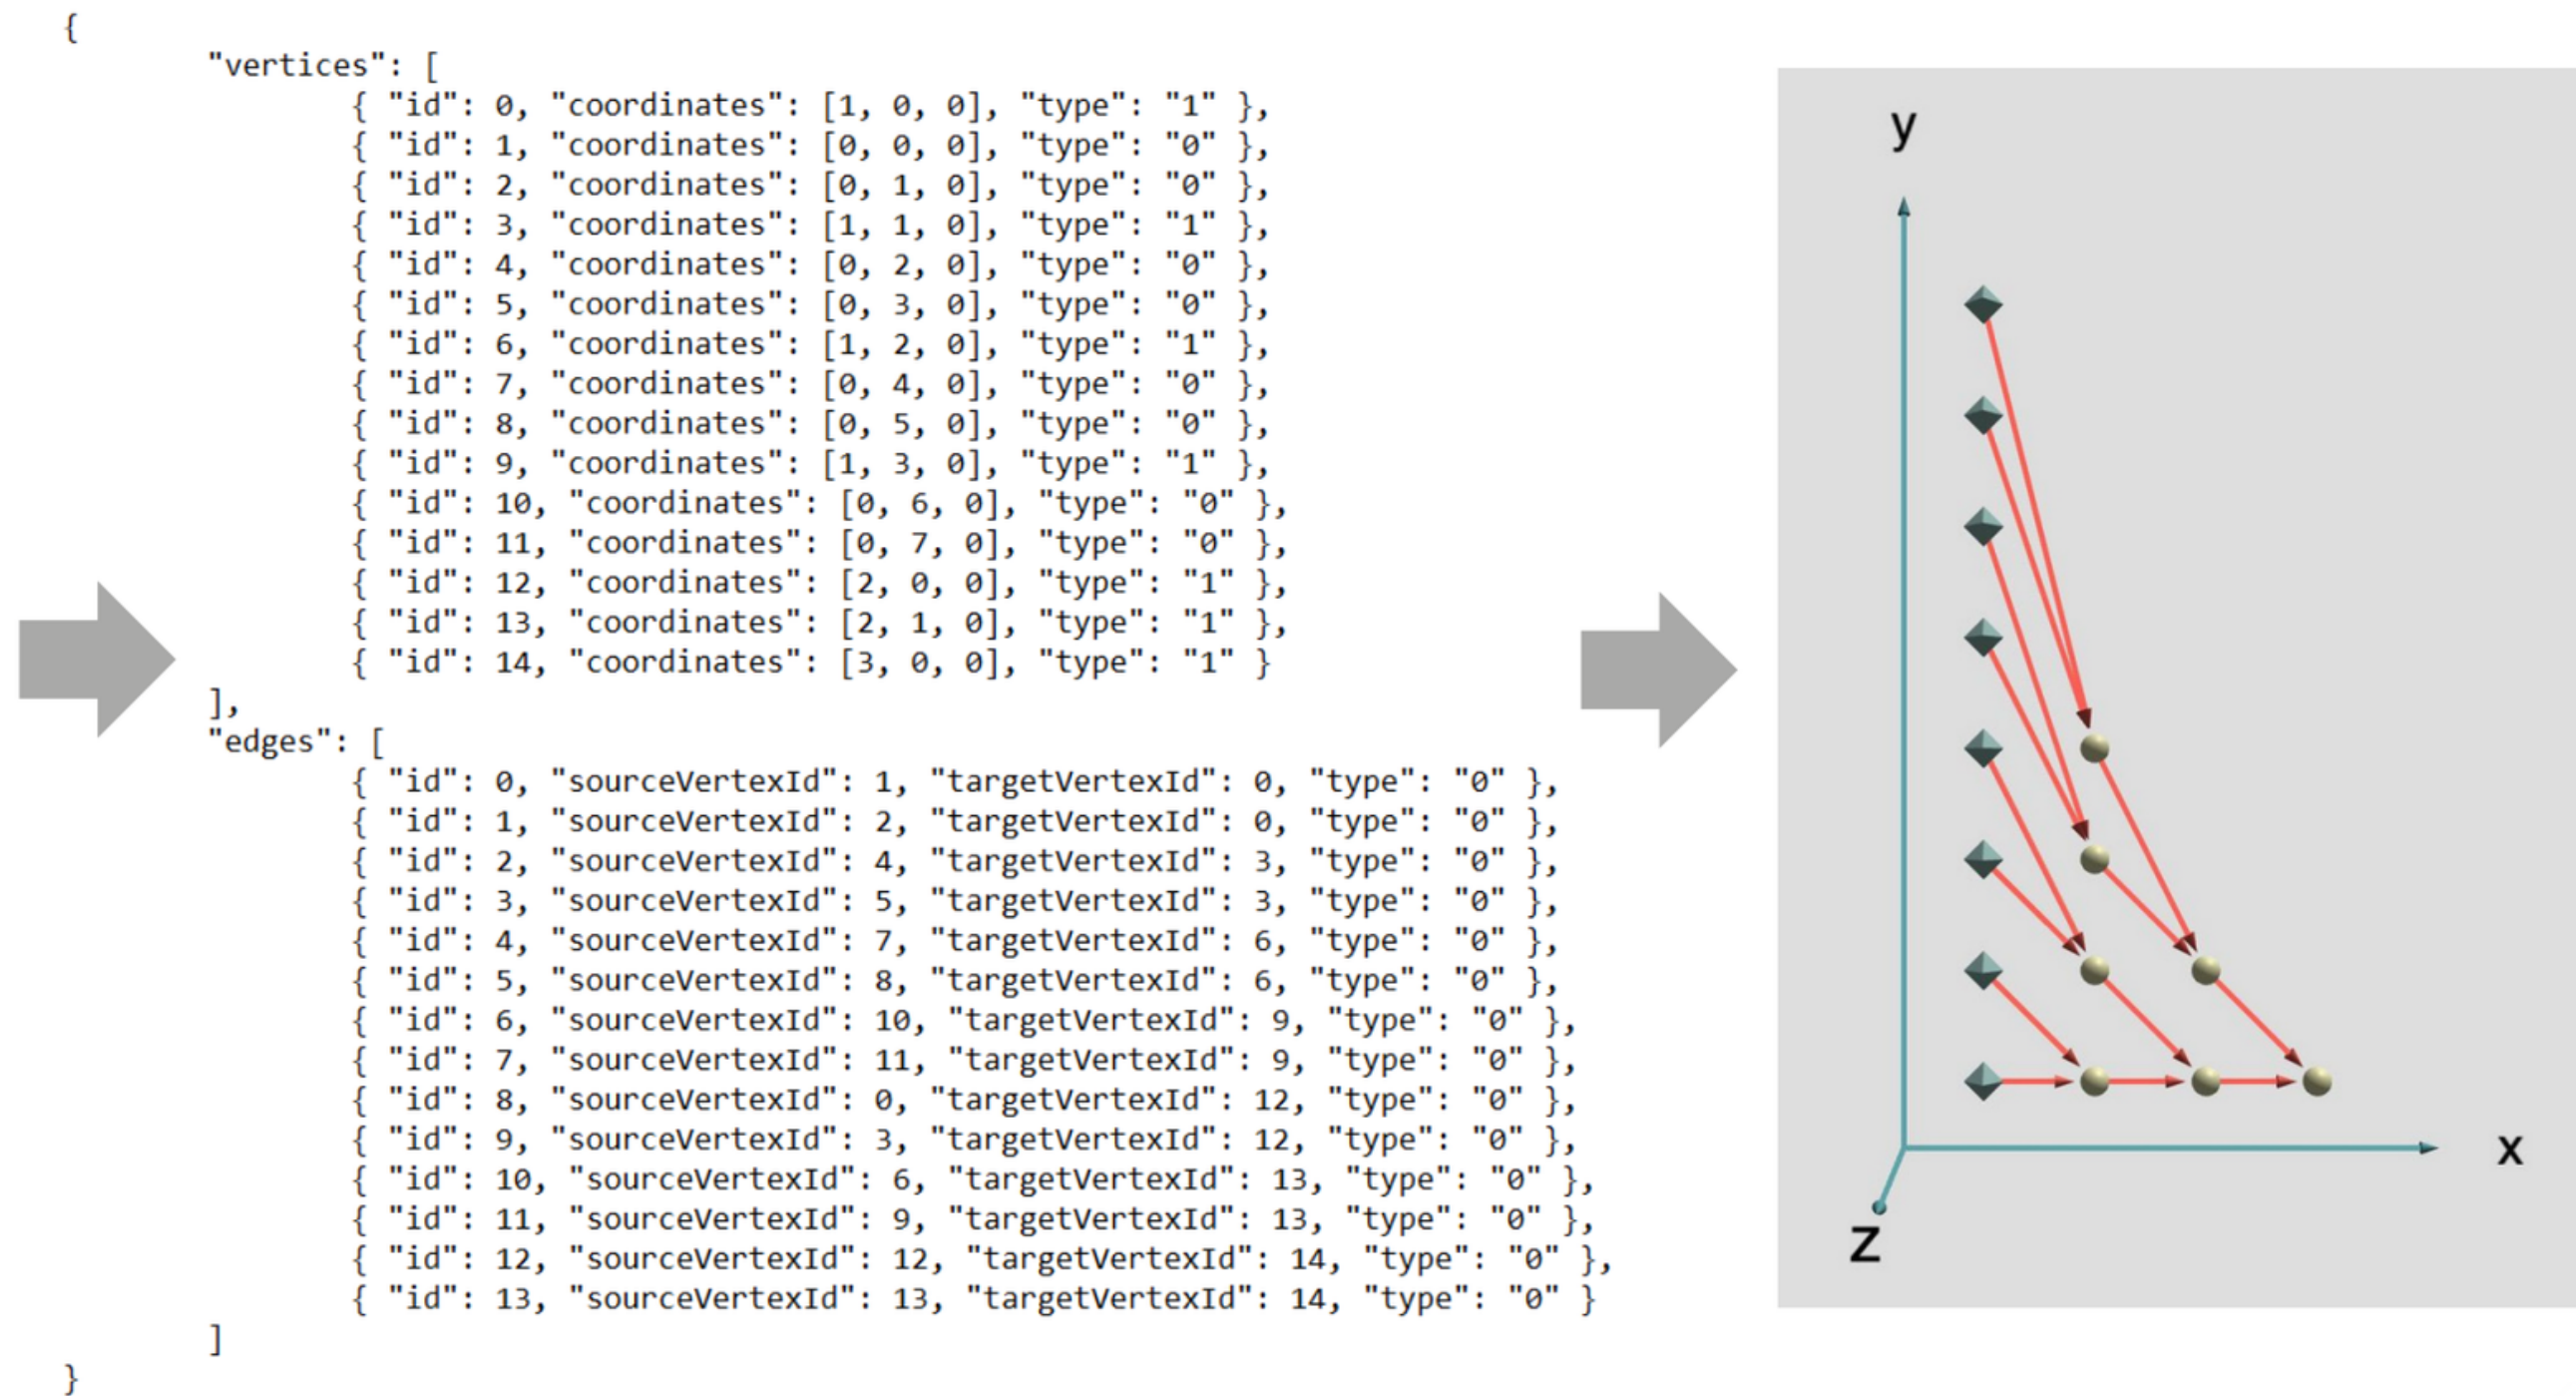 {
"vertices": [
{ "id": 0, "coordinates": [1, 0, 0], "type": "1" },
{ "id": 1, "coordinates": [0, 0, 0], "type": "0" },
{ "id": 2, "coordinates": [0, 1, 0], "type": "0" },
{ "id": 3, "coordinates": [1, 1, 0], "type": "1" },
{ "id": 4, "coordinates": [0, 2, 0], "type": "0" },
{ "id": 5, "coordinates": [0, 3, 0], "type": "0" },
{ "id": 6, "coordinates": [1, 2, 0], "type": "1" },
{ "id": 7, "coordinates": [0, 4, 0], "type": "0" },
{ "id": 8, "coordinates": [0, 5, 0], "type": "0" },
{ "id": 9, "coordinates": [1, 3, 0], "type": "1" },
{ "id": 10, "coordinates": [0, 6, 0], "type": "0" },
{ "id": 11, "coordinates": [0, 7, 0], "type": "0" },
{ "id": 12, "coordinates": [2, 0, 0], "type": "1" },
{ "id": 13, "coordinates": [2, 1, 0], "type": "1" },
{ "id": 14, "coordinates": [3, 0, 0], "type": "1" }
],
"edges": [
{ "id": 0, "sourceVertexId": 1, "targetVertexId": 0, "type": "0" },
{ "id": 1, "sourceVertexId": 2, "targetVertexId": 0, "type": "0" },
{ "id": 2, "sourceVertexId": 4, "targetVertexId": 3, "type": "0" },
{ "id": 3, "sourceVertexId": 5, "targetVertexId": 3, "type": "0" },
{ "id": 4, "sourceVertexId": 7, "targetVertexId": 6, "type": "0" },
{ "id": 5, "sourceVertexId": 8, "targetVertexId": 6, "type": "0" },
{ "id": 6, "sourceVertexId": 10, "targetVertexId": 9, "type": "0" },
{ "id": 7, "sourceVertexId": 11, "targetVertexId": 9, "type": "0" },
{ "id": 8, "sourceVertexId": 0, "targetVertexId": 12, "type": "0" },
{ "id": 9, "sourceVertexId": 3, "targetVertexId": 12, "type": "0" },
{ "id": 10, "sourceVertexId": 6, "targetVertexId": 13, "type": "0" },
{ "id": 11, "sourceVertexId": 9, "targetVertexId": 13, "type": "0" },
{ "id": 12, "sourceVertexId": 12, "targetVertexId": 14, "type": "0" },
{ "id": 13, "sourceVertexId": 13, "targetVertexId": 14, "type": "0" }
]
}
y
x
z